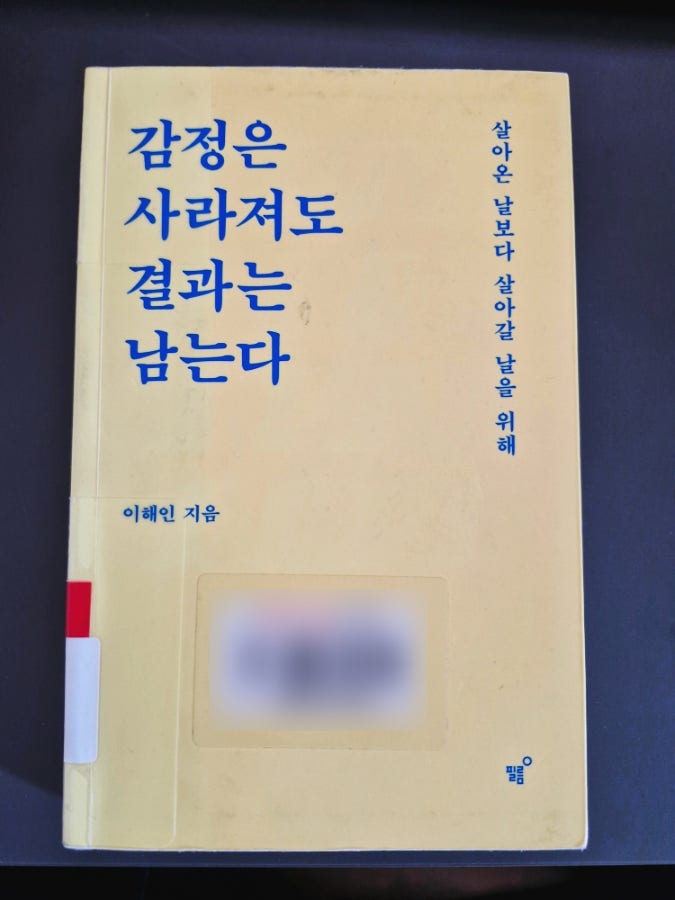 감정은
사라져도
결과는
남는다
살아온 날보다 살아갈 날을 위해
이해인 지음
필름